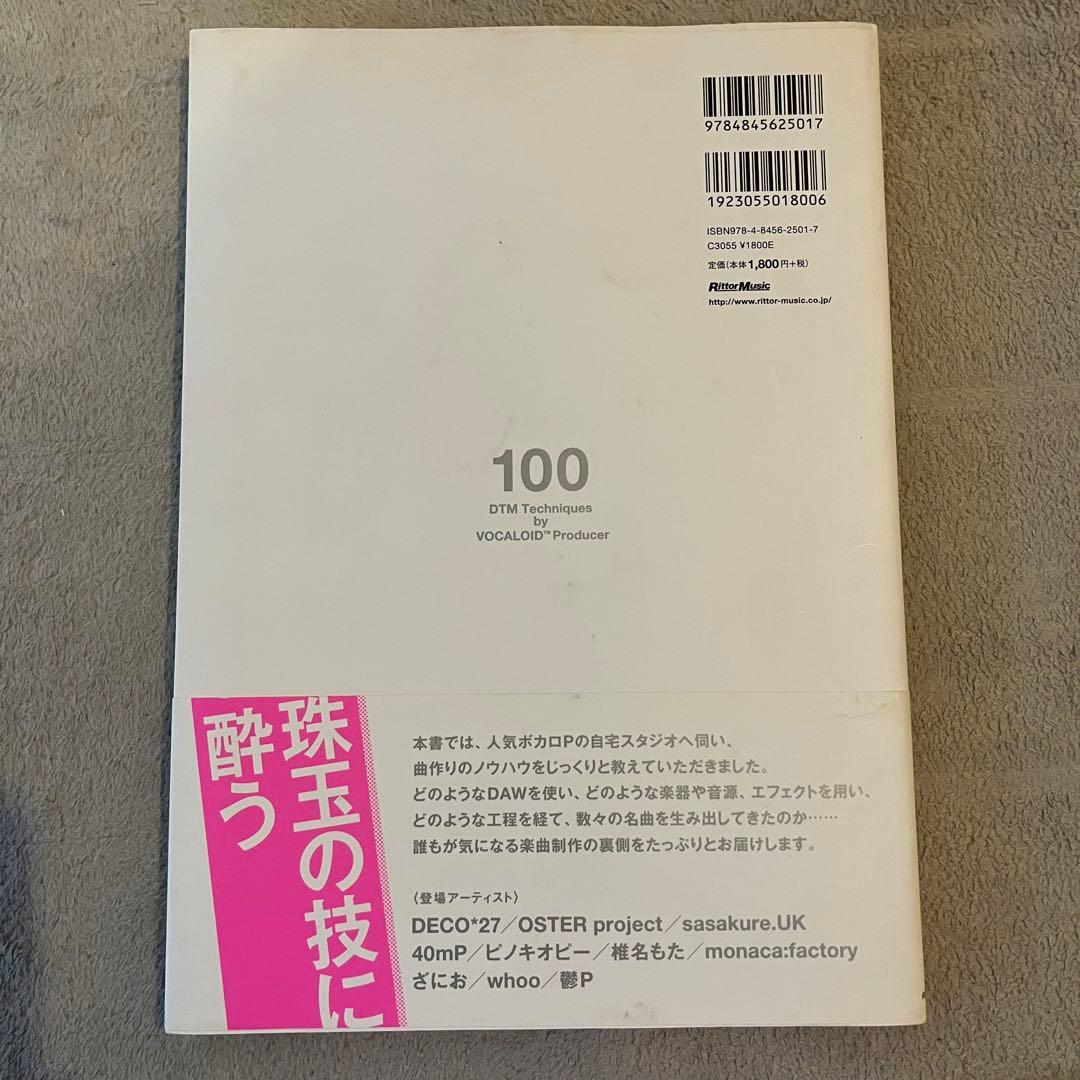 9784845625017
1923055018006
ISBN978-4-8456-2501-7
C3055 ¥1800E
定価(本体1,800円+税)
RittorMusic
http://www.rittor-music.co.jp/
100
DTM Techniques
by
VOCALOID™ Producer
珠玉の技に
酔う
本書では、人気ボカロPの自宅スタジオへ伺い、
曲作りのノウハウをじっくりと教えていただきました。
どのようなDAWを使い、どのような楽器や音源、エフェクトを用い、
どのような工程を経て、数々の名曲を生み出してきたのか……
誰もが気になる楽曲制作の裏側をたっぷりとお届けします。
〈登場アーティスト〉
DECO*27/OSTER project/sasakure.UK
40mP/ピノキオピー/椎名もた/monaca:factory
ざにお/whoo/鬱P